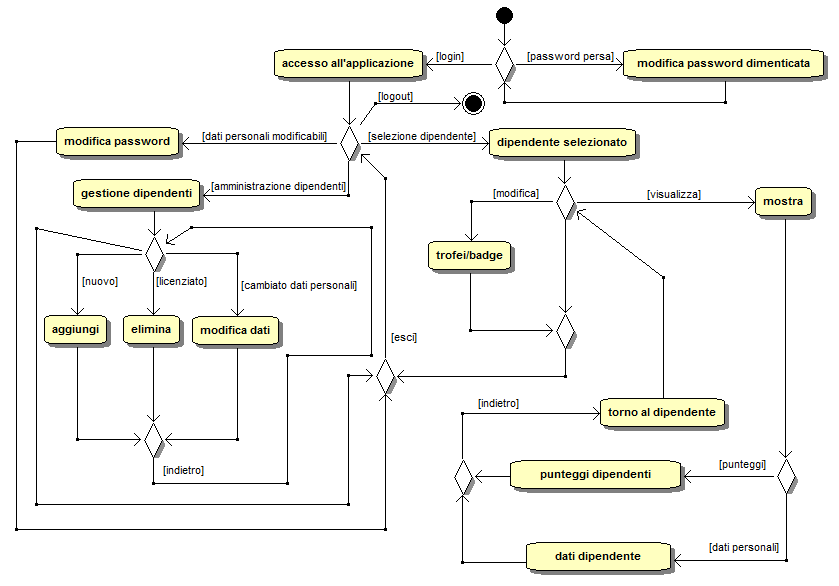 [login]
[password persa]
accesso all'applicazione
modifica password dimenticata
[logout]
modifica password
[dati personali modificabili]
[selezione dipendente]
dipendente selezionato
gestione dipendenti
[amministrazione dipendenti]
[modifica]
[visualizza]
mostra
trofei/badge
[nuovo]
[licenziato]
[cambiato dati personali]
aggiungi
elimina
modifica dati
[esci]
[indietro]
torno al dipendente
[indietro]
punteggi dipendenti
[punteggi]
dati dipendente
[dati personali]